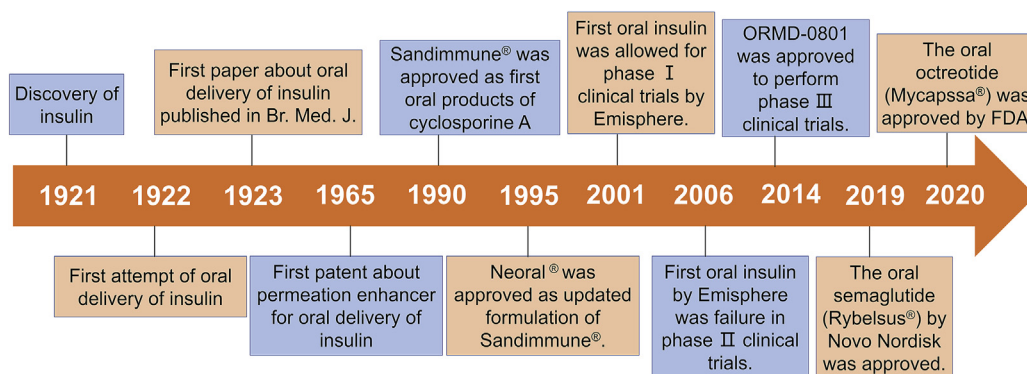 Discovery of
insulin
First paper about oral
delivery of insulin
published in Br. Med. J.
Sandimmune® was
approved as first
oral products of
cyclosporine A
First oral insulin
was allowed for
phase Ⅰ
clinical trials by
Emisphere.
ORMD-0801
was approved
to perform
phase Ⅲ
clinical trials.
The oral
octreotide
(Mycapssa®) was
approved by FDA
1921 1922 1923 1965 1990 1995 2001 2006 2014 2019 2020
First attempt of oral
delivery of insulin
First patent about
permeation enhancer
for oral delivery of
insulin
Neoral® was
approved as updated
formulation of
Sandimmune®.
First oral insulin
by Emisphere
was failure in
phase Ⅱ clinical
trials.
The oral
semaglutide
(Rybelsus®) by
Novo Nordisk
was approved.